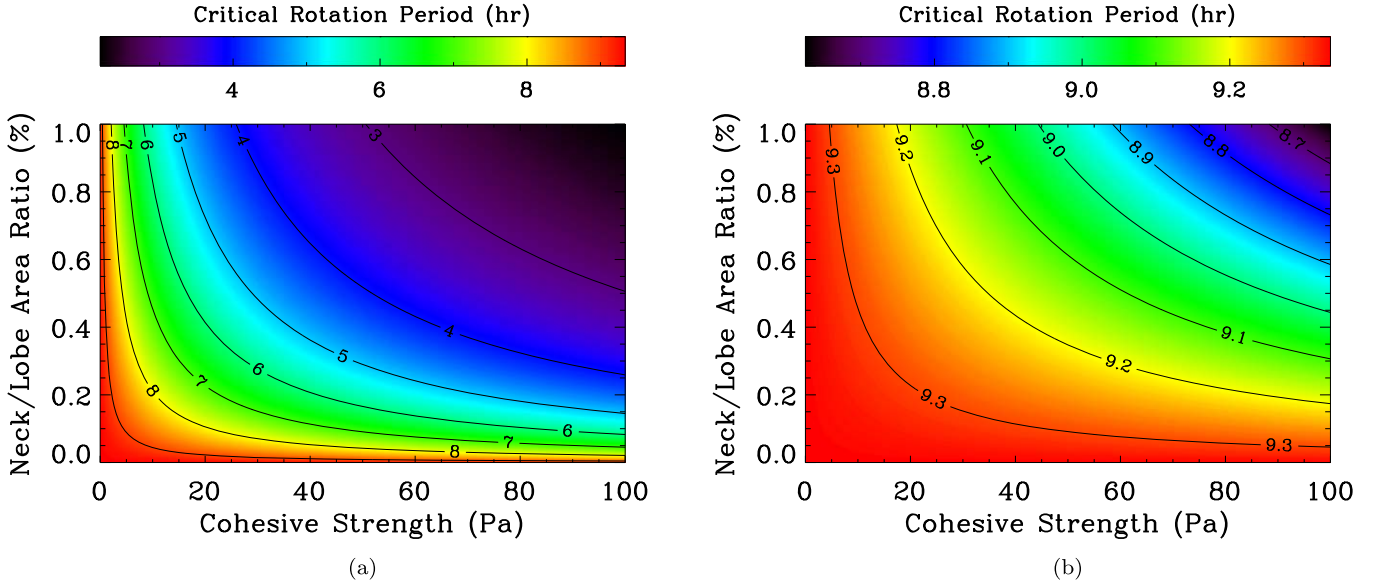 Critical Rotation Period (hr)
4 6 8
Neck/Lobe Area Ratio (%)
1.0
0.8
0.6
0.4
0.2
0.0
8 7 6 5 4 3
4
5
6
7
8
6
7
8
0 20 40 60 80 100
Cohesive Strength (Pa)
(a)
Critical Rotation Period (hr)
8.8 9.0 9.2
Neck/Lobe Area Ratio (%)
1.0
0.8
0.6
0.4
0.2
0.0
9.3 9.2 9.1 9.0 8.9 8.8 8.7
9.1
9.2
9.3
9.3
0 20 40 60 80 100
Cohesive Strength (Pa)
(b)